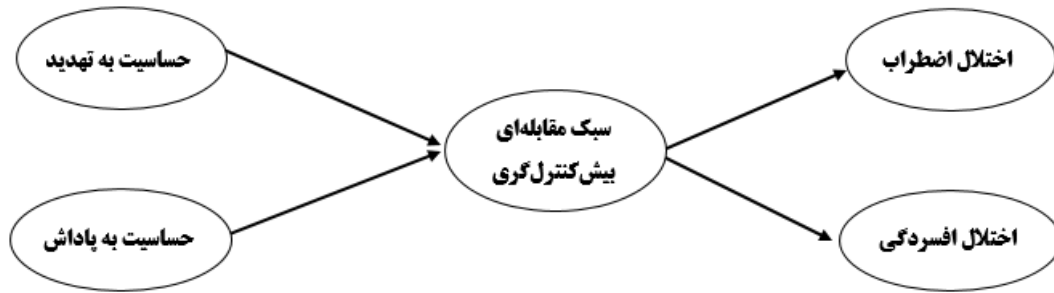 حساسیت به تهدید
اختلال اضطراب
سبک مقابله‌ای
بیش‌کنترل‌گری
حساسیت به پاداش
اختلال افسردگی